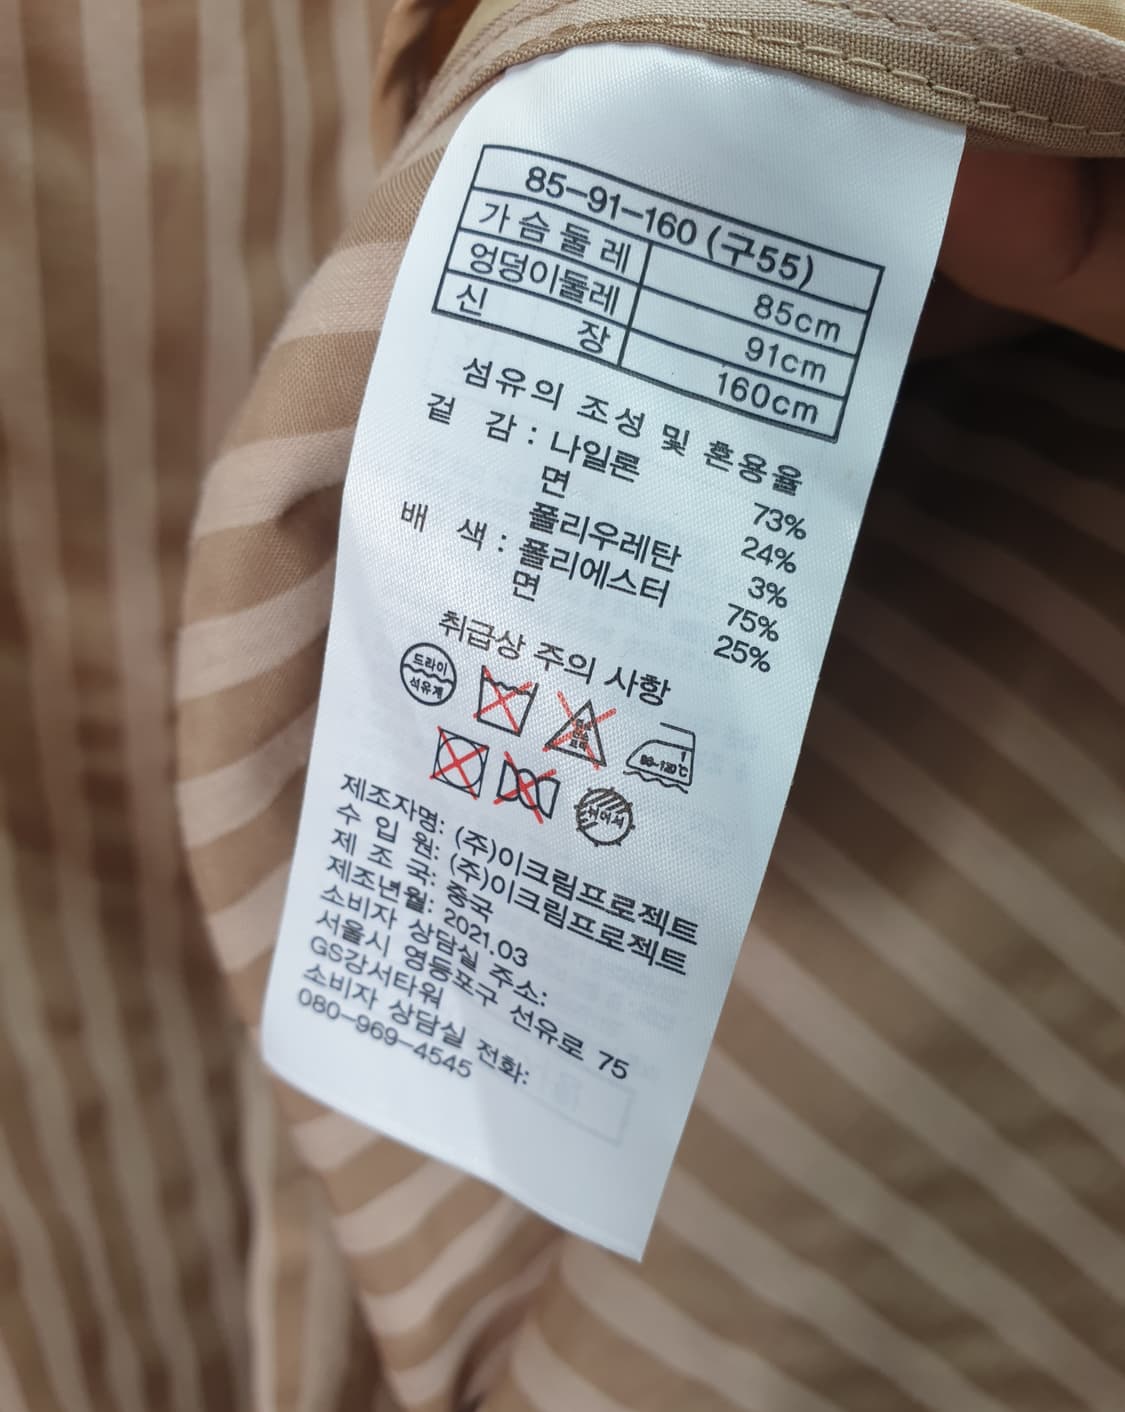 85-91-160 (구55)
가슴둘레 85cm
엉덩이둘레 91cm
신 장 160cm
섬유의 조성 및 혼용율
겉 감 : 나일론 73%
면 24%
폴리우레탄 3%
배 색 : 폴리에스터 75%
면 25%
취급상 주의 사항
드라이
석유계
80~120℃
뉘어서
제조자명: (주)이크림프로젝트
수 입 원: (주)이크림프로젝트
제 조 국: 중국
제조년월: 2021.03
소비자 상담실 주소:
서울시 영등포구 선유로 75
GS강서타워
소비자 상담실 전화:
080-969-4545